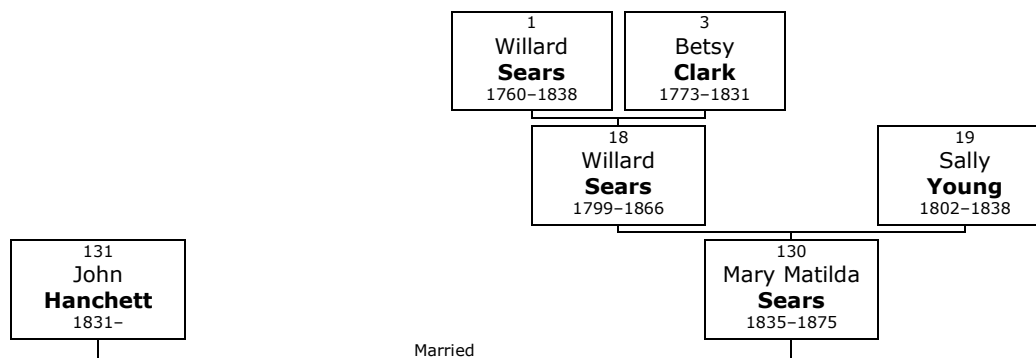 1
Willard
Sears
1760–1838
3
Betsy
Clark
1773–1831
18
Willard
Sears
1799–1866
19
Sally
Young
1802–1838
131
John
Hanchett
1831–
130
Mary Matilda
Sears
1835–1875
Married